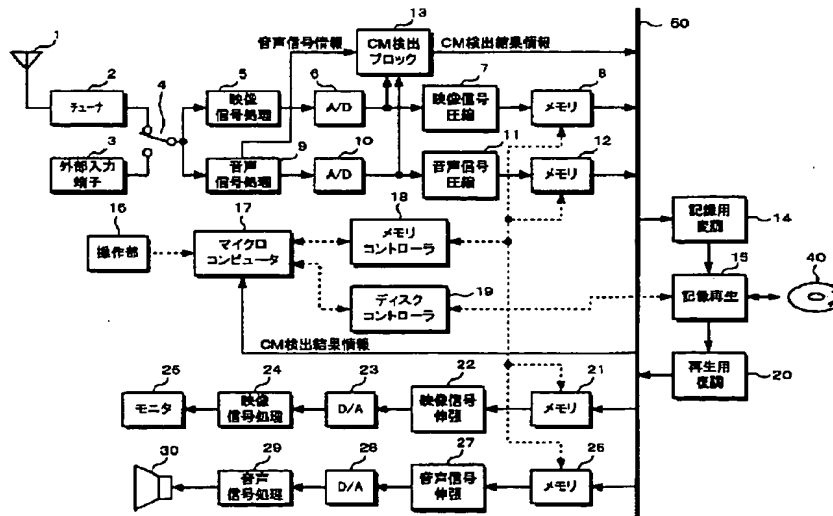 13
50
音声信号情報
CM検出
ブロック
CM検出結果情報
1
2
チューナ
4
5
映像
信号処理
6
A/D
7
映像信号
圧縮
8
メモリ
3
外部入力
端子
9
音声
信号処理
10
A/D
11
音声信号
圧縮
12
メモリ
16
操作部
17
マイクロ
コンピュータ
18
メモリ
コントローラ
記録用
変調
14
15
記録再生
40
ディスク
コントローラ
19
CM検出結果情報
再生用
復調
20
25
モニタ
24
映像
信号処理
23
D/A
22
映像信号
伸張
21
メモリ
30
29
音声
信号処理
28
D/A
27
音声信号
伸張
26
メモリ